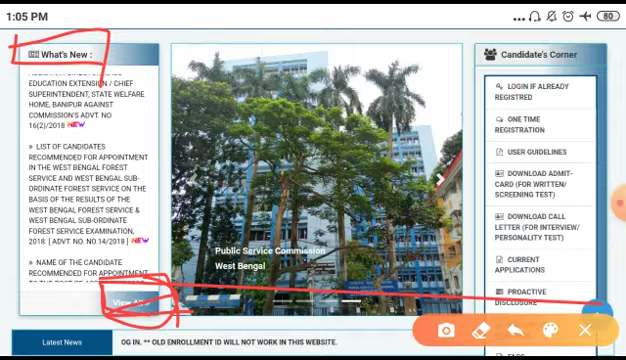 1:05 PM
80
What's New :
EDUCATION EXTENSION / CHIEF
SUPERINTENDENT, STATE WELFARE
HOME, BANIPUR AGAINST
COMMISSION'S ADVT. NO
16(2)/2018 NEW
» LIST OF CANDIDATES
RECOMMENDED FOR APPOINTMENT
IN THE WEST BENGAL FOREST
SERVICE AND WEST BENGAL SUB-
ORDINATE FOREST SERVICE ON THE
BASIS OF THE RESULTS OF THE
WEST BENGAL FOREST SERVICE &
WEST BENGAL SUB-ORDINATE
FOREST SERVICE EXAMINATION,
2018. [ ADVT. NO. NO.14/2018 ] NEW
» NAME OF THE CANDIDATE
RECOMMENDED FOR APPOINTMENT
View All
Public Service Commission
West Bengal
Candidate's Corner
LOGIN IF ALREADY
REGISTRED
ONE TIME
REGISTRATION
USER GUIDELINES
DOWNLOAD ADMIT-
CARD (FOR WRITTEN/
SCREENING TEST)
DOWNLOAD CALL
LETTER (FOR INTERVIEW/
PERSONALITY TEST)
CURRENT
APPLICATIONS
PROACTIVE
DISCLOSURE
Latest News
OG IN. ** OLD ENROLLMENT ID WILL NOT WORK IN THIS WEBSITE.